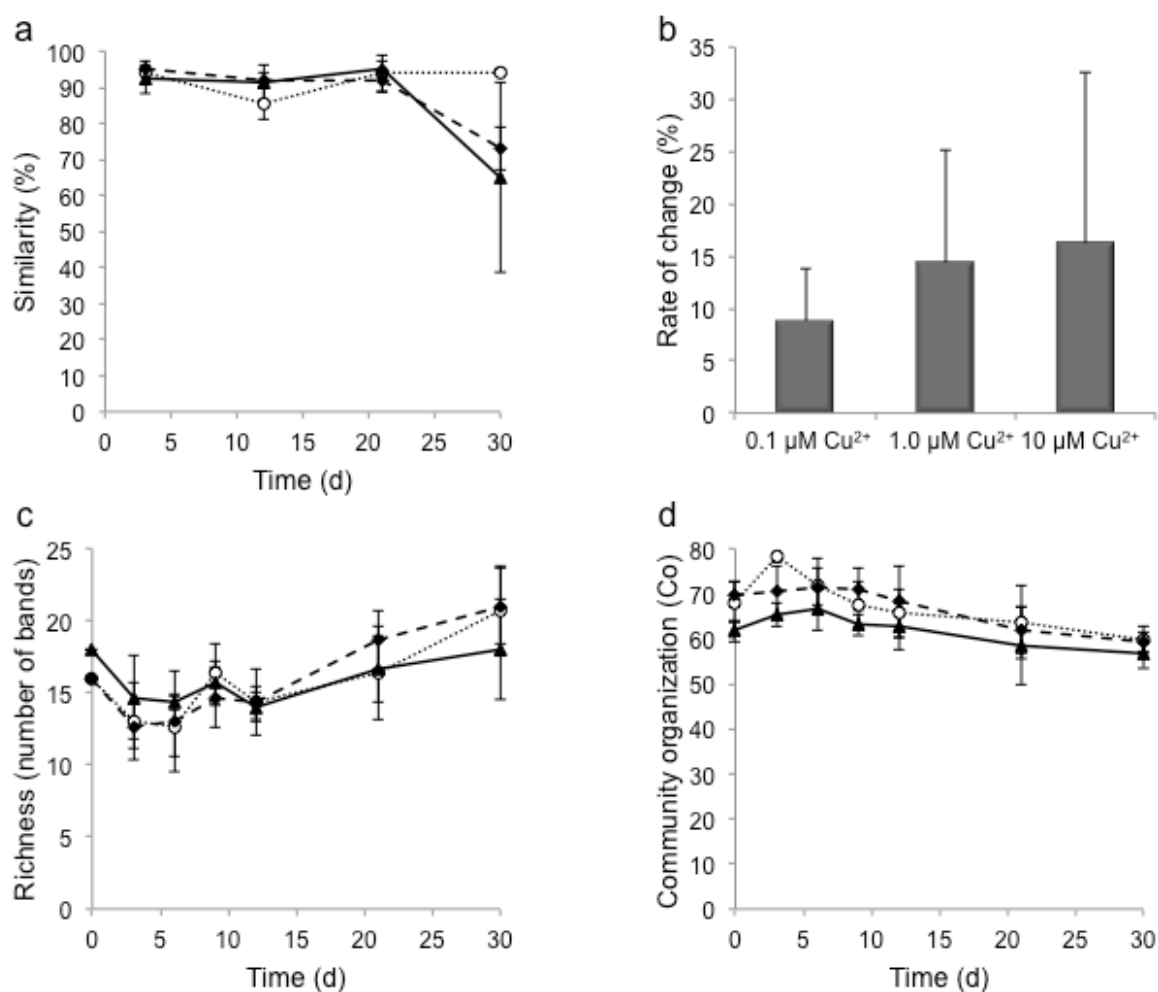 a
100
90
80
70
60
50
40
30
20
10
0
Similarity (%)
0 5 10 15 20 25 30
Time (d)
b
35
30
25
20
15
10
5
0
Rate of change (%)
0.1 µM Cu²⁺ 1.0 µM Cu²⁺ 10 µM Cu²⁺
c
25
20
15
10
5
0
Richness (number of bands)
0 5 10 15 20 25 30
Time (d)
d
80
70
60
50
40
30
20
10
0
Community organization (Co)
0 5 10 15 20 25 30
Time (d)